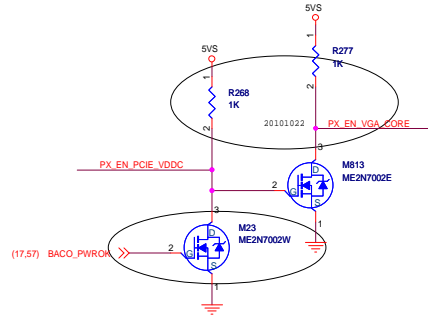 5VS
1
R277
1K
2
5VS
1
R268
1K
2
20101022
PX_EN_VGA_CORE
3
PX_EN_PCIE_VDDC
D
M813
ME2N7002E
2
G
S
1
3
M23
ME2N7002W
D
(17,57) BACO_PWROK
2
G
S
1